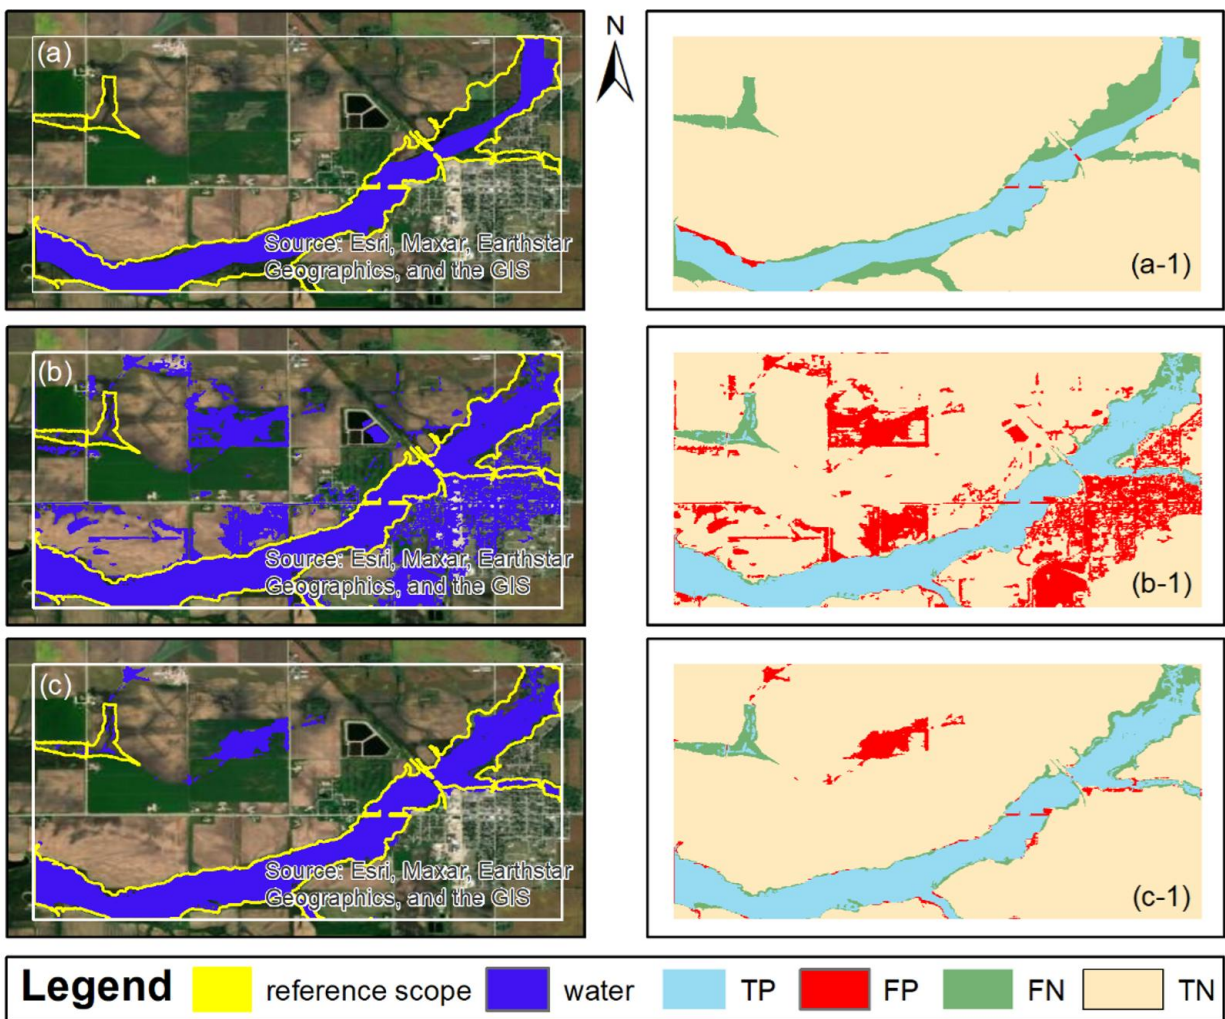 (a)
Source: Esri, Maxar, Earthstar
Geographics, and the GIS
N
(a-1)
(b)
Source: Esri, Maxar, Earthstar
Geographics, and the GIS
(b-1)
(c)
Source: Esri, Maxar, Earthstar
Geographics, and the GIS
(c-1)
Legend reference scope water TP FP FN TN